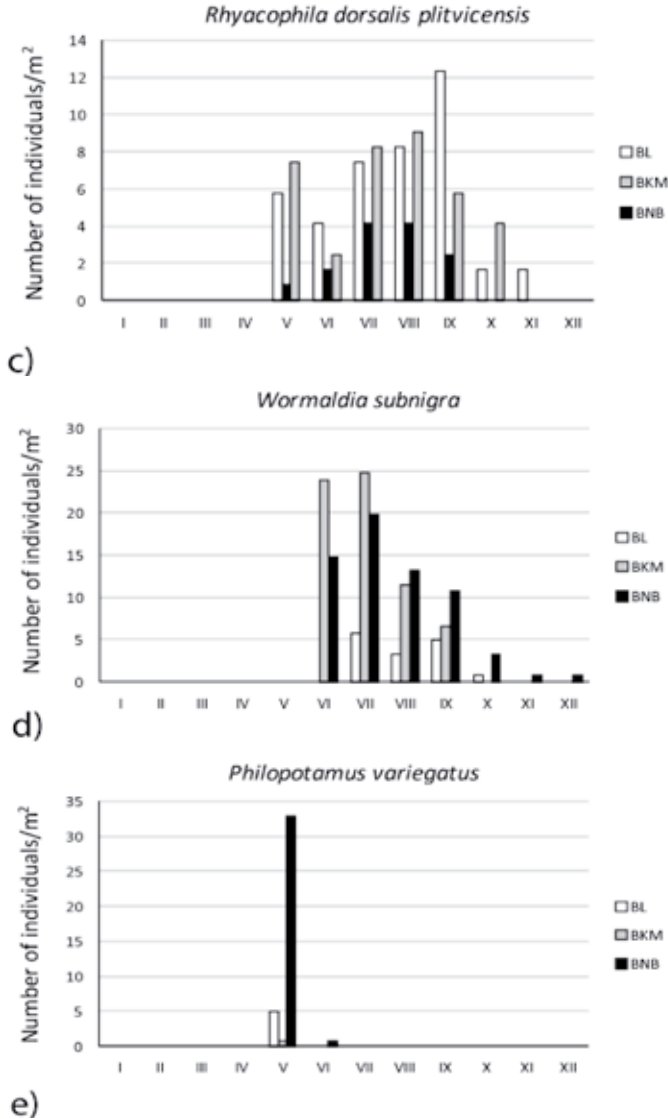 Rhyacophila dorsalis plitvicensis
Number of individuals/m²
14
12
10
8
6
4
2
0
I II III IV V VI VII VIII IX X XI XII
BL
BKM
BNB
c)
Wormaldia subnigra
Number of individuals/m²
30
25
20
15
10
5
0
I II III IV V VI VII VIII IX X XI XII
BL
BKM
BNB
d)
Philopotamus variegatus
Number of individuals/m²
35
30
25
20
15
10
5
0
I II III IV V VI VII VIII IX X XI XII
BL
BKM
BNB
e)